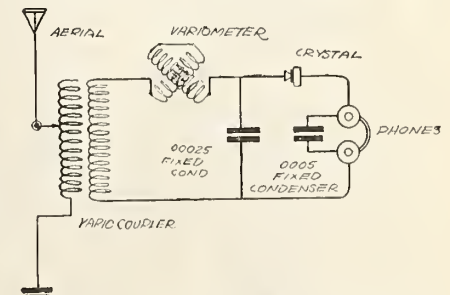 AERIAL
VARIOMETER
CRYSTAL
PHONES
00025
FIXED
COND
0005
FIXED
CONDENSER
VARIO COUPLER